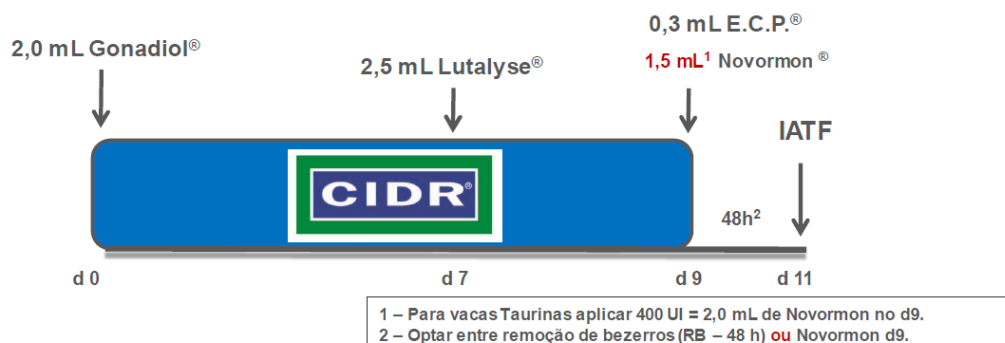 0,3 mL E.C.P.®
2,0 mL Gonadiol®
2,5 mL Lutalyse®
1,5 mL¹ Novormon ®
IATF
CIDR®
48h²
d 0
d 7
d 9
d 11
1 – Para vacas Taurinas aplicar 400 UI = 2,0 mL de Novormon no d9.
2 – Optar entre remoção de bezerros (RB – 48 h) ou Novormon d9.